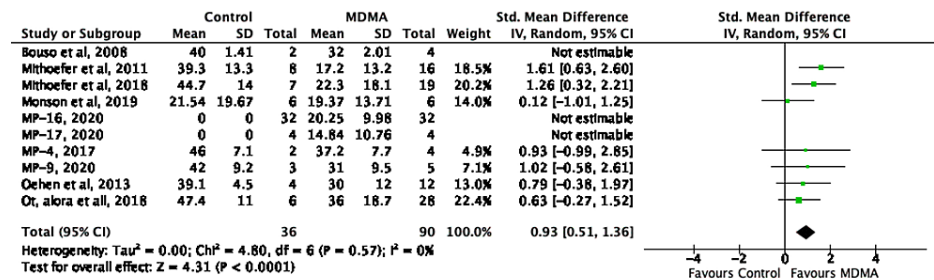 Control MDMA Std. Mean Difference Std. Mean Difference
Study or Subgroup Mean SD Total Mean SD Total Weight IV, Random, 95% CI IV, Random, 95% CI
Bouso et al, 2008 40 1.41 2 32 2.01 4 Not estimable
Mithoefer et al, 2011 39.3 13.3 8 17.2 13.2 16 18.5% 1.61 [0.63, 2.60]
Mithoefer et al, 2018 44.7 14 7 22.3 18.1 19 20.2% 1.26 [0.32, 2.21]
Monson et al, 2019 21.54 19.67 6 19.37 13.71 6 14.0% 0.12 [-1.01, 1.25]
MP-16, 2020 0 0 32 20.25 9.98 32 Not estimable
MP-17, 2020 0 0 4 14.84 10.76 4 Not estimable
MP-4, 2017 46 7.1 2 37.2 7.7 4 4.9% 0.93 [-0.99, 2.85]
MP-9, 2020 42 9.2 3 31 9.5 5 7.1% 1.02 [-0.58, 2.61]
Oehen et al, 2013 39.1 4.5 4 30 12 12 13.0% 0.79 [-0.38, 1.97]
Ot, alora et all, 2018 47.4 11 6 36 18.7 28 22.4% 0.63 [-0.27, 1.52]
Total (95% CI) 36 90 100.0% 0.93 [0.51, 1.36]
Heterogeneity: Tau² = 0.00; Chi² = 4.80, df = 6 (P = 0.57); I² = 0%
Test for overall effect: Z = 4.31 (P < 0.0001)
-4 -2 0 2 4
Favours Control Favours MDMA